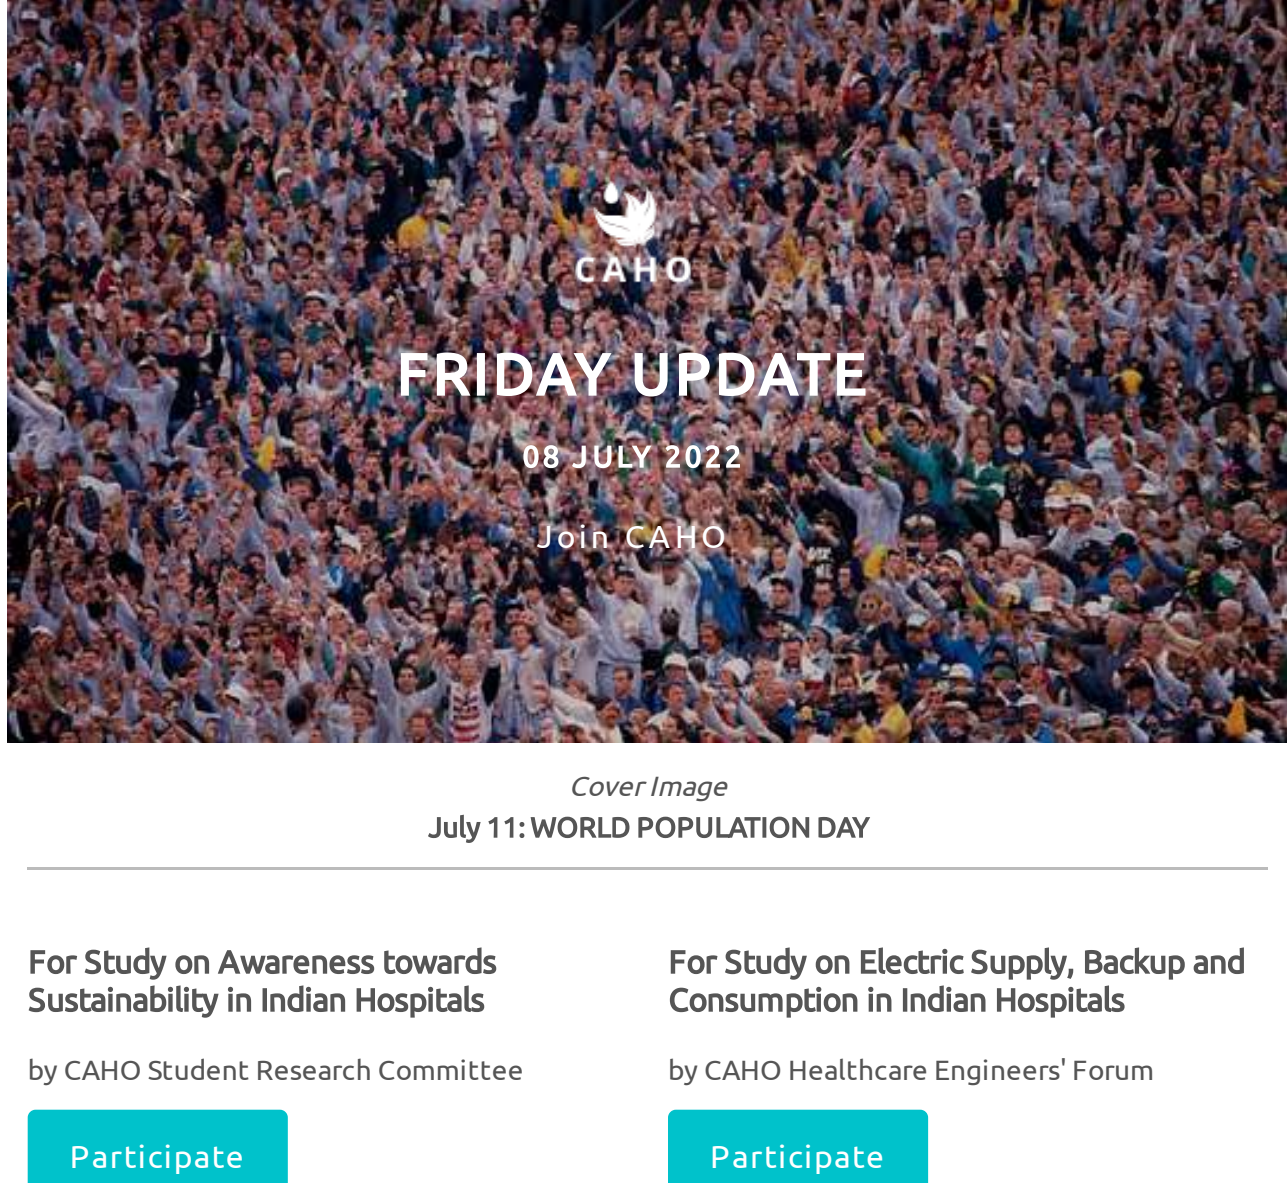 CAHO
FRIDAY UPDATE
08 JULY 2022
Join CAHO
Cover Image
July 11: WORLD POPULATION DAY
For Study on Awareness towards
Sustainability in Indian Hospitals
by CAHO Student Research Committee
Participate
For Study on Electric Supply, Backup and
Consumption in Indian Hospitals
by CAHO Healthcare Engineers' Forum
Participate